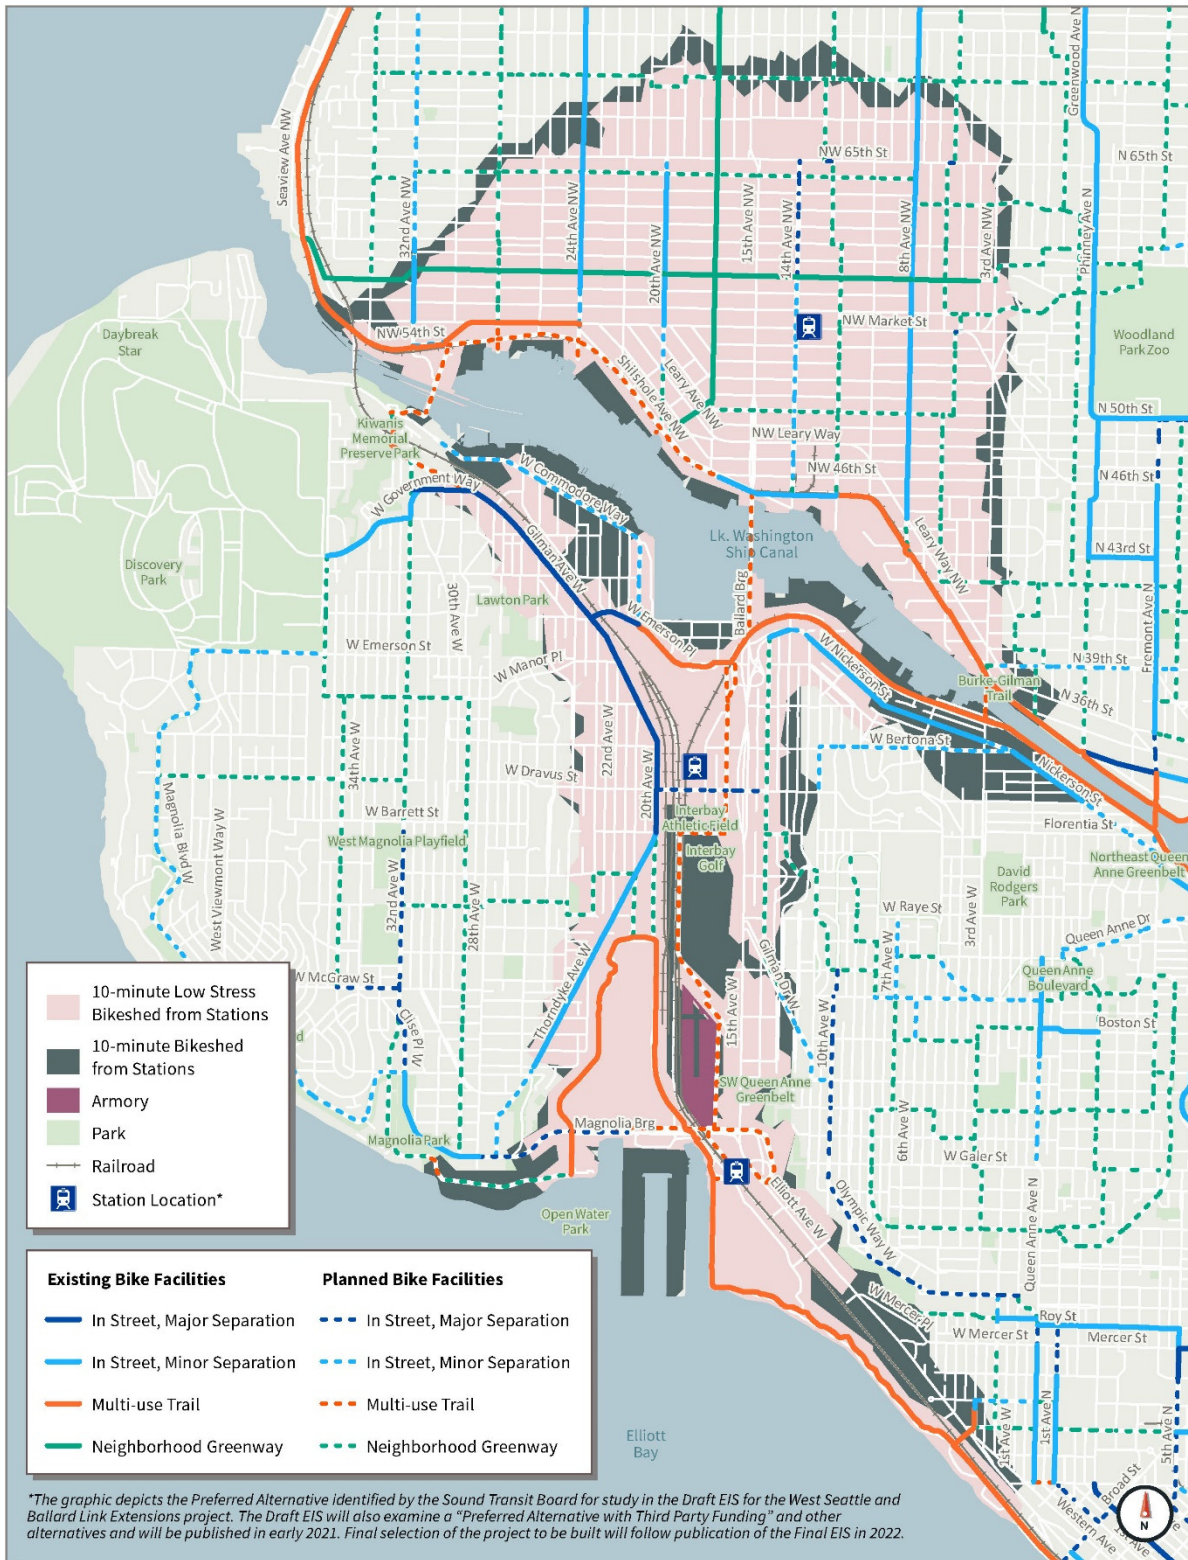 Seaview Ave NW
Greenwood Ave N
NW 65th St
N 65th St
32nd Ave NW
24th Ave NW
20th Ave NW
15th Ave NW
14th Ave NW
8th Ave NW
3rd Ave NW
Phinney Ave N
Daybreak
Star
NW 54th St
NW Market St
Woodland
Park Zoo
Shilshole Ave NW
Leary Ave NW
N 50th St
Kiwanis
Memorial
Preserve Park
NW Leary Way
NW 46th St
N 46th St
W Government Way
W Commodore Way
Gilman Ave W
Lk. Washington
Ship Canal
Leary Way NW
N 43rd St
Discovery
Park
30th Ave W
Lawton Park
Ballard Brg
Fremont Ave N
W Emerson St
W Emerson Pl
W Manor Pl
W Nickerson St
N 39th St
Burke-Gilman
Trail
N 36th St
34th Ave W
22nd Ave W
W Bertona St
W Dravus St
20th Ave W
Nickerson St
Magnolia Blvd W
West Viewmont Way W
W Barrett St
Interbay
Athletic Field
Florentia St
West Magnolia Playfield
Interbay
Golf
Northeast Queen
Anne Greenbelt
32nd Ave W
28th Ave W
David
Rodgers
Park
3rd Ave W
W Raye St
7th Ave W
Queen Anne Dr
W McGraw St
Thorndyke Ave W
Gilman Dr W
Queen Anne
Boulevard
Clise Pl W
15th Ave W
10th Ave W
Boston St
d
SW Queen Anne
Greenbelt
Magnolia Park
Magnolia Brg
6th Ave W
W Galer St
Elliott Ave W
Olympic Way W
Queen Anne Ave N
Open Water
Park
W Mercer Pl
Roy St
W Mercer St
Mercer St
1st Ave W
1st Ave N
5th Ave N
Elliott
Bay
Broad St
Western Ave
1st Ave
N
10-minute Low Stress
Bikeshed from Stations
10-minute Bikeshed
from Stations
Armory
Park
Railroad
Station Location*
Existing Bike Facilities
Planned Bike Facilities
In Street, Major Separation
In Street, Major Separation
In Street, Minor Separation
In Street, Minor Separation
Multi-use Trail
Multi-use Trail
Neighborhood Greenway
Neighborhood Greenway
*The graphic depicts the Preferred Alternative identified by the Sound Transit Board for study in the Draft EIS for the West Seattle and
Ballard Link Extensions project. The Draft EIS will also examine a “Preferred Alternative with Third Party Funding” and other
alternatives and will be published in early 2021. Final selection of the project to be built will follow publication of the Final EIS in 2022.